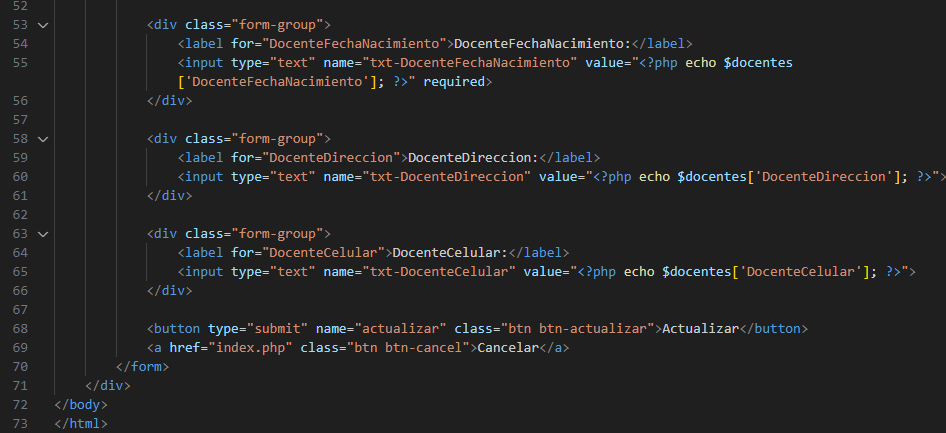 52
53 <div class="form-group">
54 <label for="DocenteFechaNacimiento">DocenteFechaNacimiento:</label>
55 <input type="text" name="txt-DocenteFechaNacimiento" value="<?php echo $docentes
['DocenteFechaNacimiento']; ?>" required>
56 </div>
57
58 <div class="form-group">
59 <label for="DocenteDireccion">DocenteDireccion:</label>
60 <input type="text" name="txt-DocenteDireccion" value="<?php echo $docentes['DocenteDireccion']; ?>">
61 </div>
62
63 <div class="form-group">
64 <label for="DocenteCelular">DocenteCelular:</label>
65 <input type="text" name="txt-DocenteCelular" value="<?php echo $docentes['DocenteCelular']; ?>">
66 </div>
67
68 <button type="submit" name="actualizar" class="btn btn-actualizar">Actualizar</button>
69 <a href="index.php" class="btn btn-cancel">Cancelar</a>
70 </form>
71 </div>
72 </body>
73 </html>